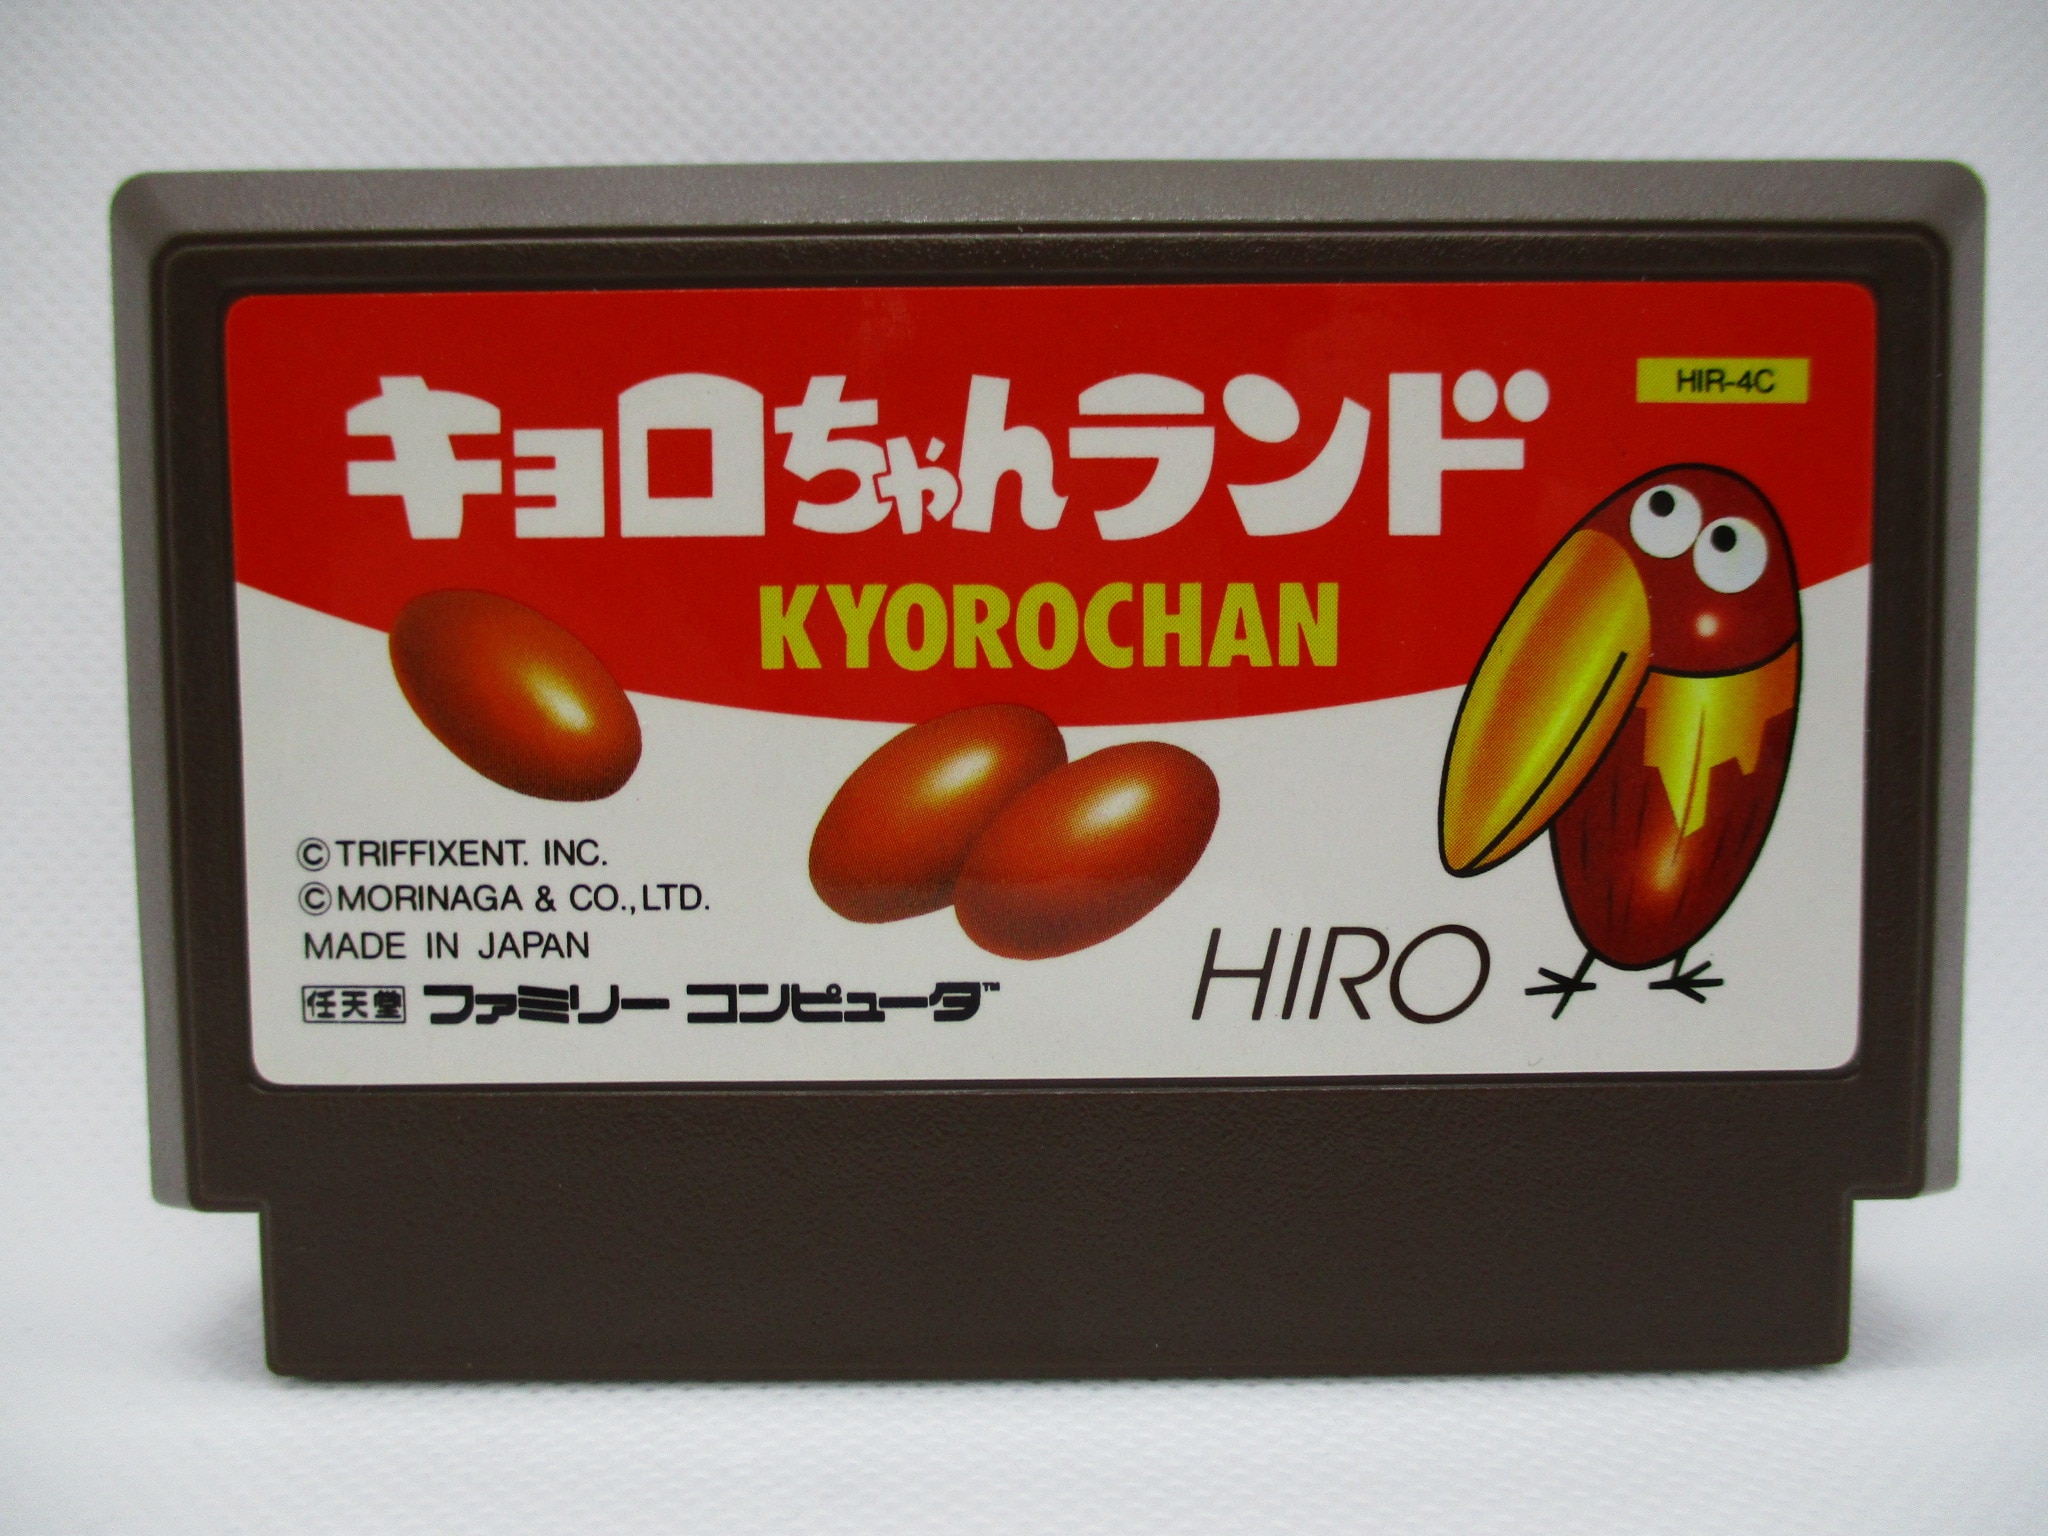 キョロちゃんランド
HIR-4C
KYOROCHAN
©TRIFFIXENT. INC.
©MORINAGA & CO.,LTD.
MADE IN JAPAN
任天堂 ファミリー コンピュータ™
HIRO